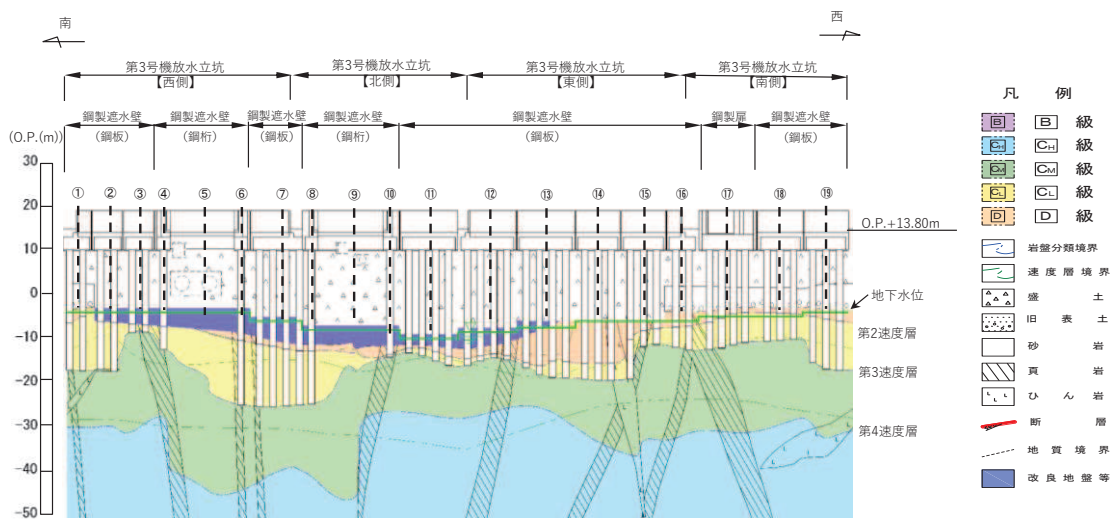 南
西
第3号機放水立坑
【西側】
第3号機放水立坑
【北側】
第3号機放水立坑
【東側】
第3号機放水立坑
【南側】
鋼製遮水壁
(鋼板)
鋼製遮水壁
(鋼桁)
鋼製遮水壁
(鋼板)
鋼製遮水壁
(鋼桁)
鋼製遮水壁
(鋼板)
鋼製扉
鋼製遮水壁
(鋼板)
(O.P.(m))
30
20
10
0
-10
-20
-30
-40
-50
① ② ③ ④ ⑤ ⑥ ⑦ ⑧ ⑨ ⑩ ⑪ ⑫ ⑬ ⑭ ⑮ ⑯ ⑰ ⑱ ⑲
O.P.+13.80m
地下水位
第2速度層
第3速度層
第4速度層
凡 例
B B 級
CH CH 級
CM CM 級
CL CL 級
D D 級
岩盤分類境界
速度層境界
盛土
旧表土
砂岩
頁岩
ひん岩
断層
地質境界
改良地盤等